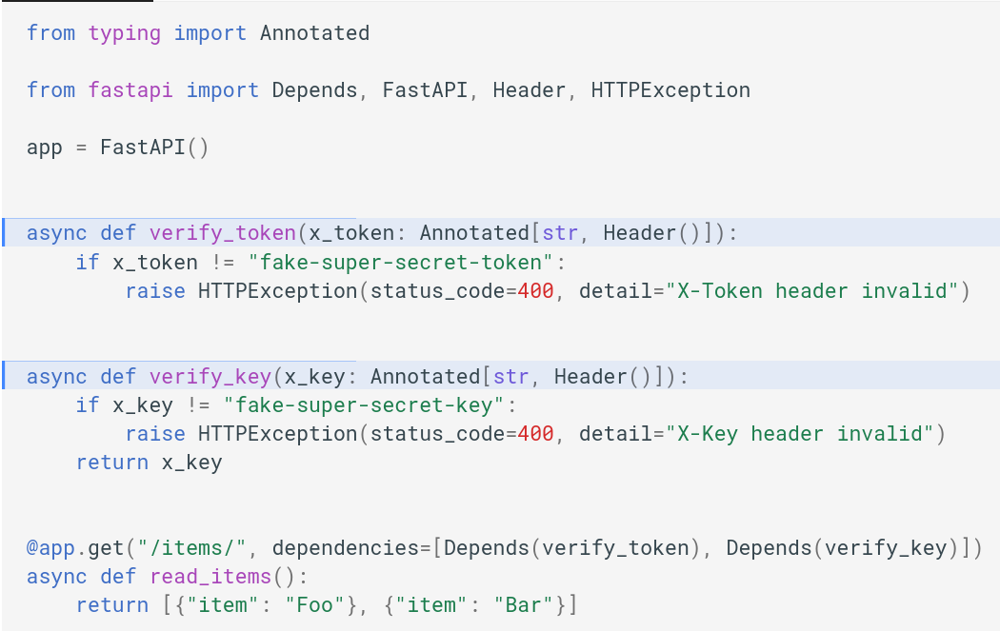 from typing import Annotated
from fastapi import Depends, FastAPI, Header, HTTPException
app = FastAPI()
async def verify_token(x_token: Annotated[str, Header()]):
    if x_token != "fake-super-secret-token":
        raise HTTPException(status_code=400, detail="X-Token header invalid")
async def verify_key(x_key: Annotated[str, Header()]):
    if x_key != "fake-super-secret-key":
        raise HTTPException(status_code=400, detail="X-Key header invalid")
    return x_key
@app.get("/items/", dependencies=[Depends(verify_token), Depends(verify_key)])
async def read_items():
    return [{"item": "Foo"}, {"item": "Bar"}]